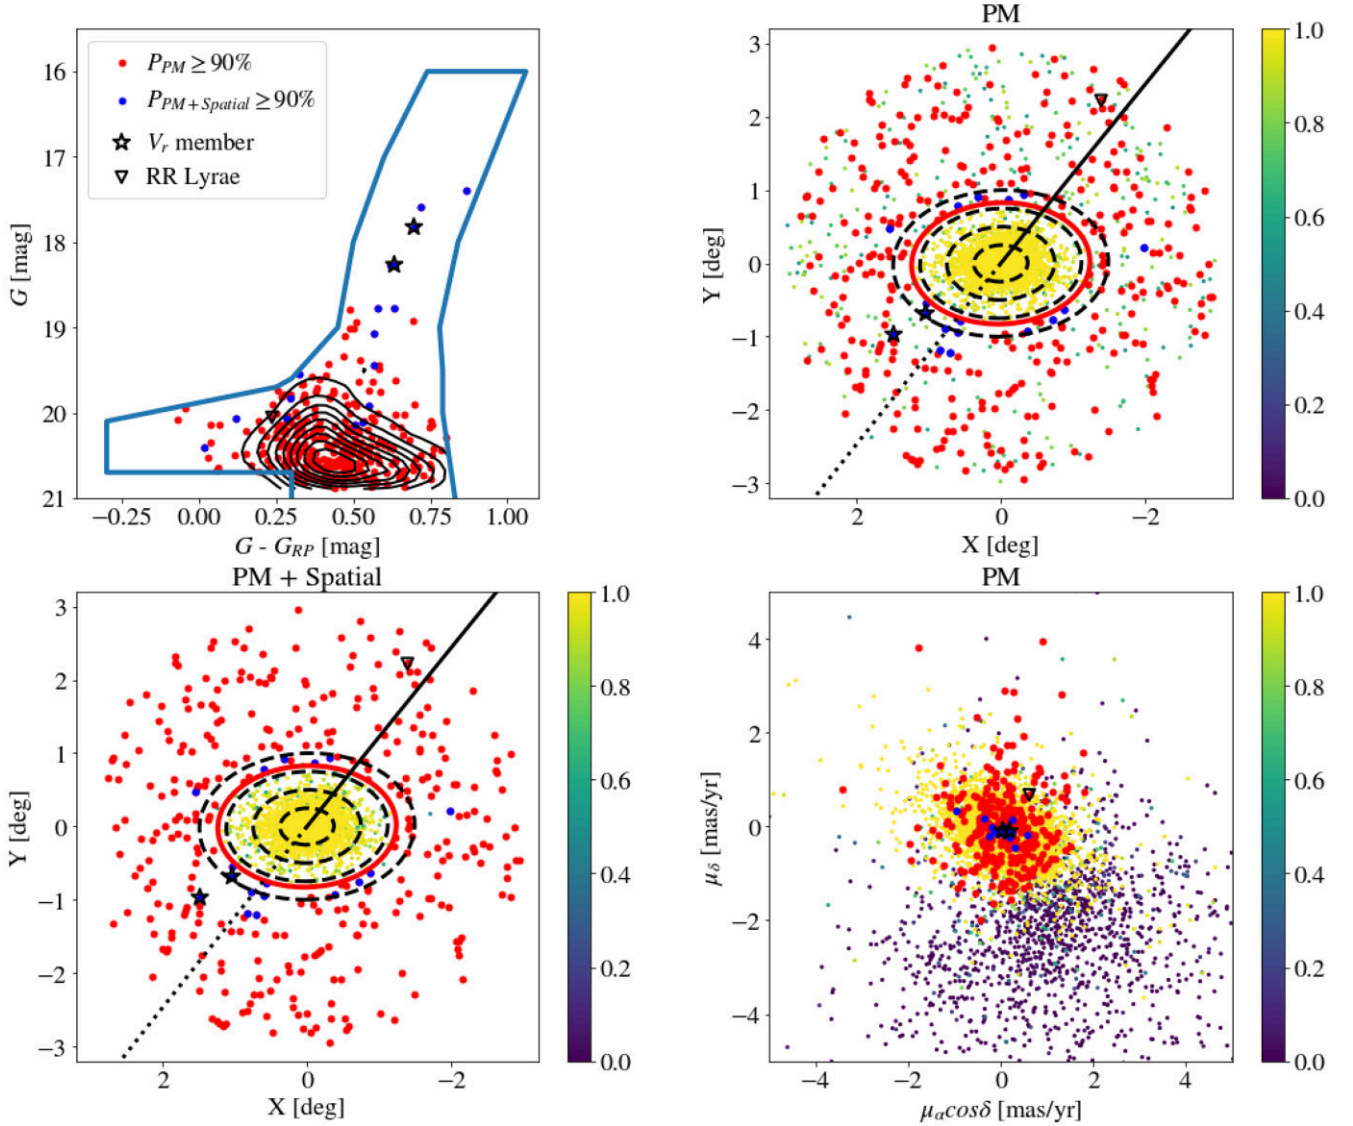 P_PM ≥ 90%
P_PM+Spatial ≥ 90%
V_r member
RR Lyrae
16
17
18
19
20
21
G [mag]
−0.25 0.00 0.25 0.50 0.75 1.00
G - G_RP [mag]
PM
3
2
1
0
−1
−2
−3
Y [deg]
2 0 −2
X [deg]
1.0
0.8
0.6
0.4
0.2
0.0
PM + Spatial
3
2
1
0
−1
−2
−3
Y [deg]
2 0 −2
X [deg]
1.0
0.8
0.6
0.4
0.2
0.0
PM
4
2
0
−2
−4
μ_δ [mas/yr]
−4 −2 0 2 4
μ_αcosδ [mas/yr]
1.0
0.8
0.6
0.4
0.2
0.0